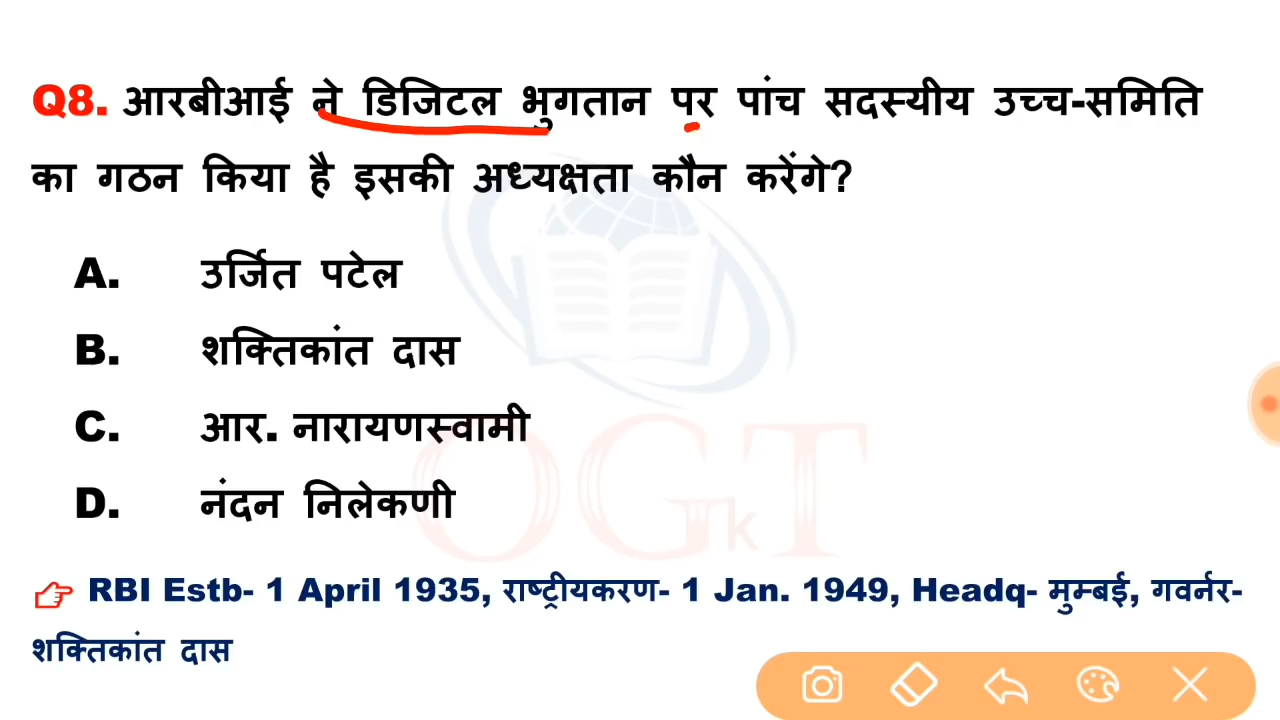 Q8. आरबीआई ने डिजिटल भुगतान पर पांच सदस्यीय उच्च-समिति
का गठन किया है इसकी अध्यक्षता कौन करेंगे?
A. उर्जित पटेल
B. शक्तिकांत दास
C. आर. नारायणस्वामी
D. नंदन निलेकणी
OGT
k
RBI Estb- 1 April 1935, राष्ट्रीयकरण- 1 Jan. 1949, Headq- मुम्बई, गवर्नर-
शक्तिकांत दास